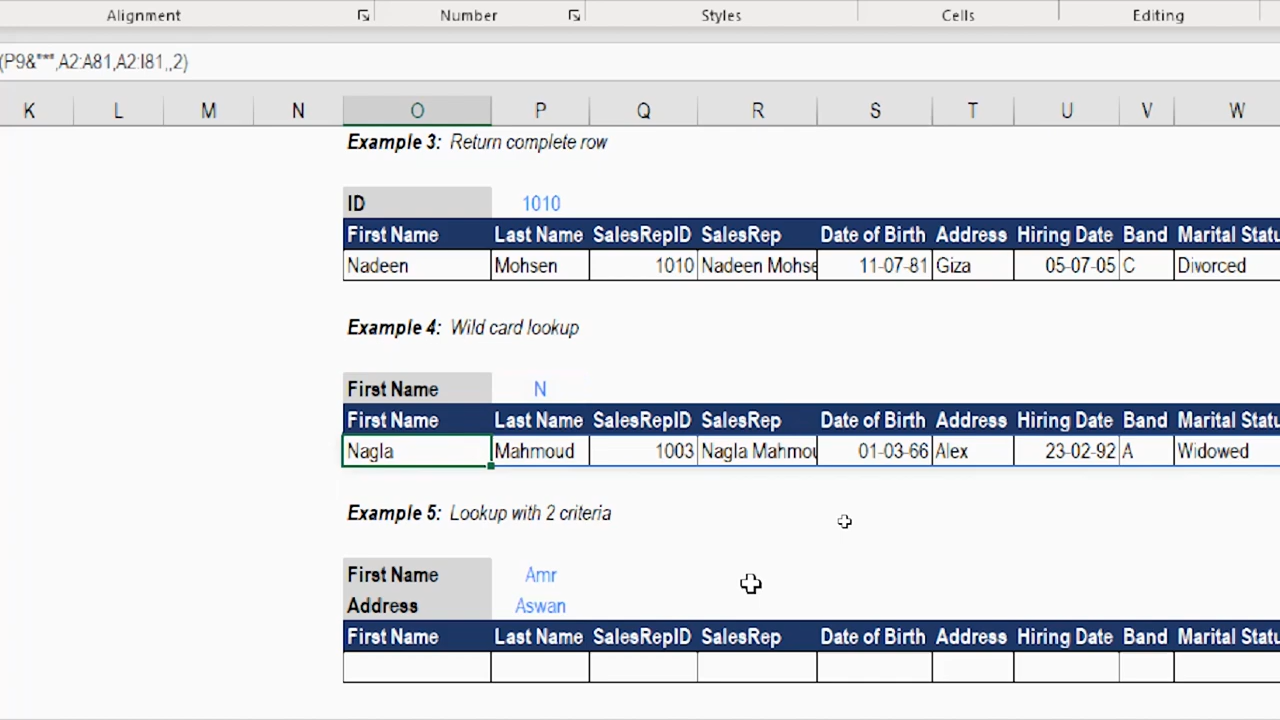 Alignment Number Styles Cells Editing
(P9&"*",A2:A81,A2:I81,,2)
K L M N O P Q R S T U V W
Example 3: Return complete row
ID 1010
First Name Last Name SalesRepID SalesRep Date of Birth Address Hiring Date Band Marital Statu
Nadeen Mohsen 1010 Nadeen Mohse 11-07-81 Giza 05-07-05 C Divorced
Example 4: Wild card lookup
First Name N
First Name Last Name SalesRepID SalesRep Date of Birth Address Hiring Date Band Marital Statu
Nagla Mahmoud 1003 Nagla Mahmou 01-03-66 Alex 23-02-92 A Widowed
Example 5: Lookup with 2 criteria
First Name Amr
Address Aswan
First Name Last Name SalesRepID SalesRep Date of Birth Address Hiring Date Band Marital Statu